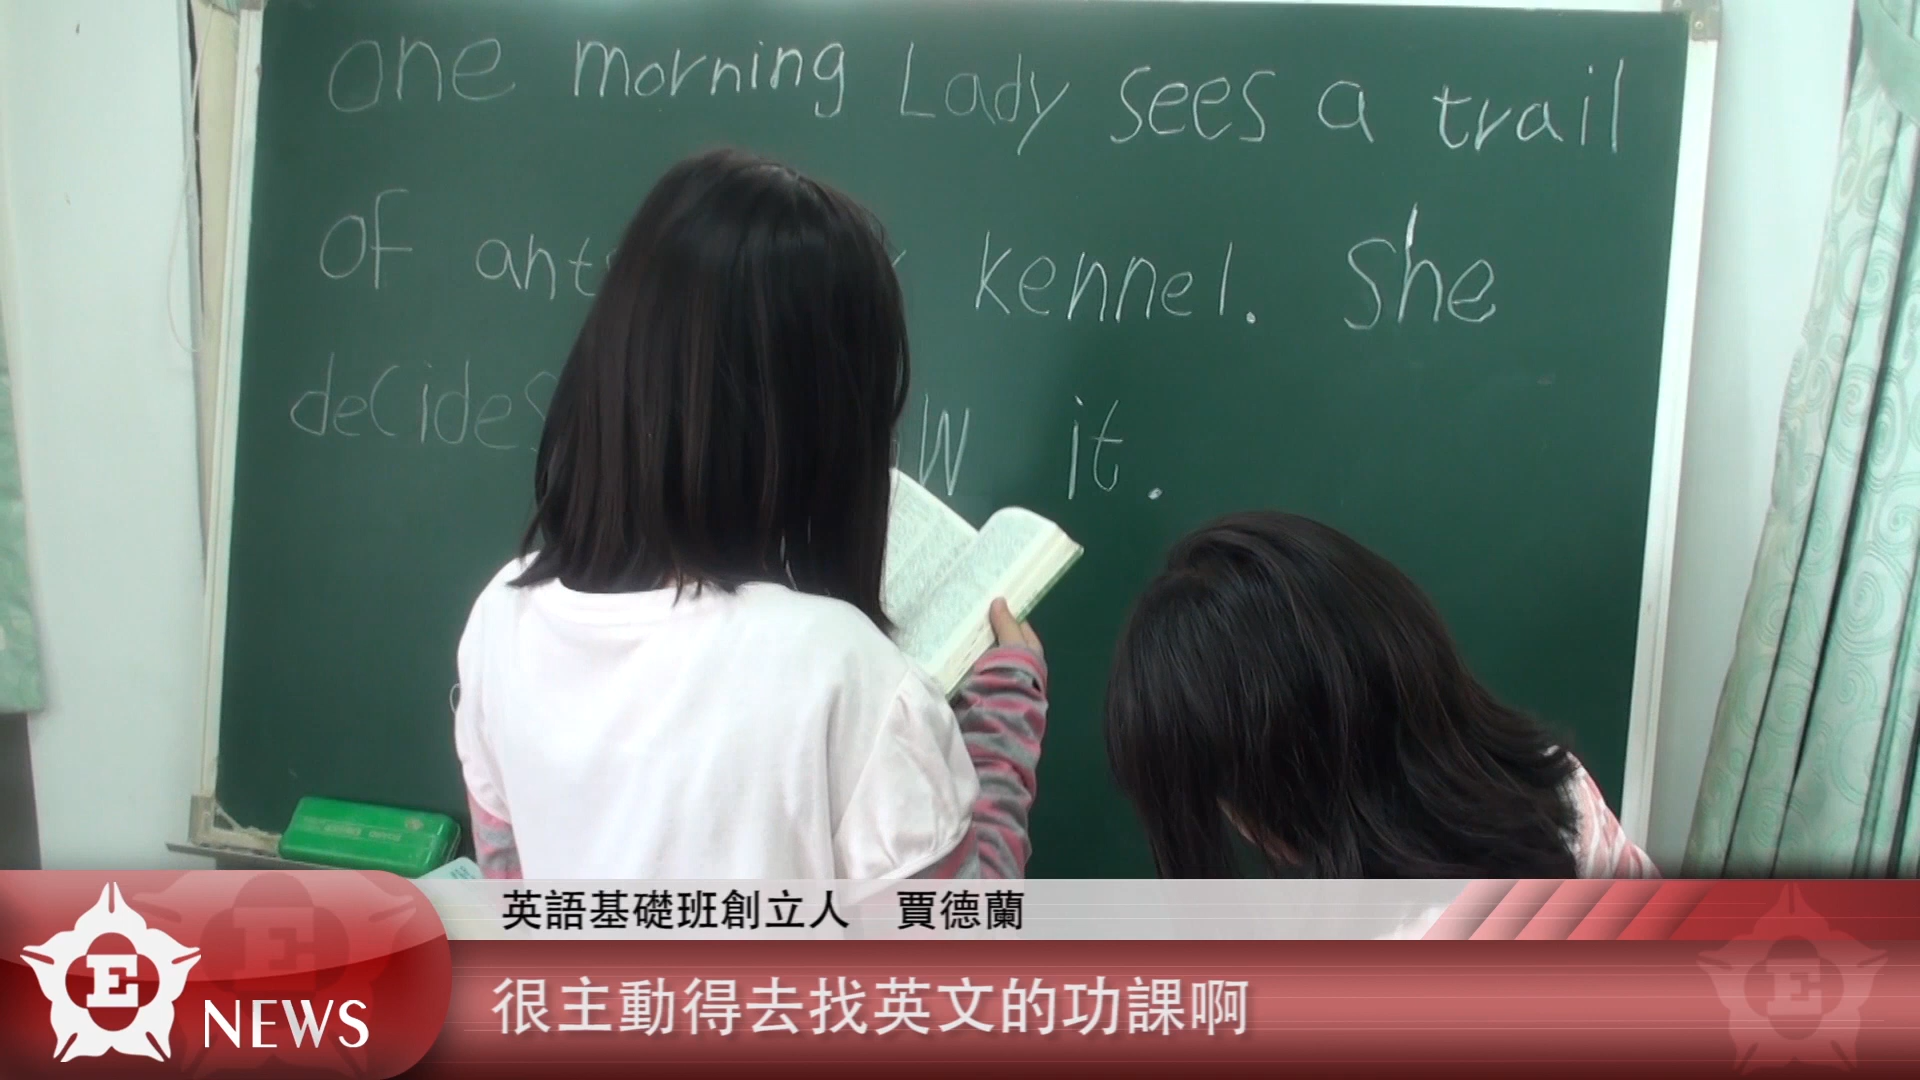 one morning Lady sees a trail
of ants kennel. She
decides it.
英語基礎班創立人 賈德蘭
很主動得去找英文的功課啊
E NEWS